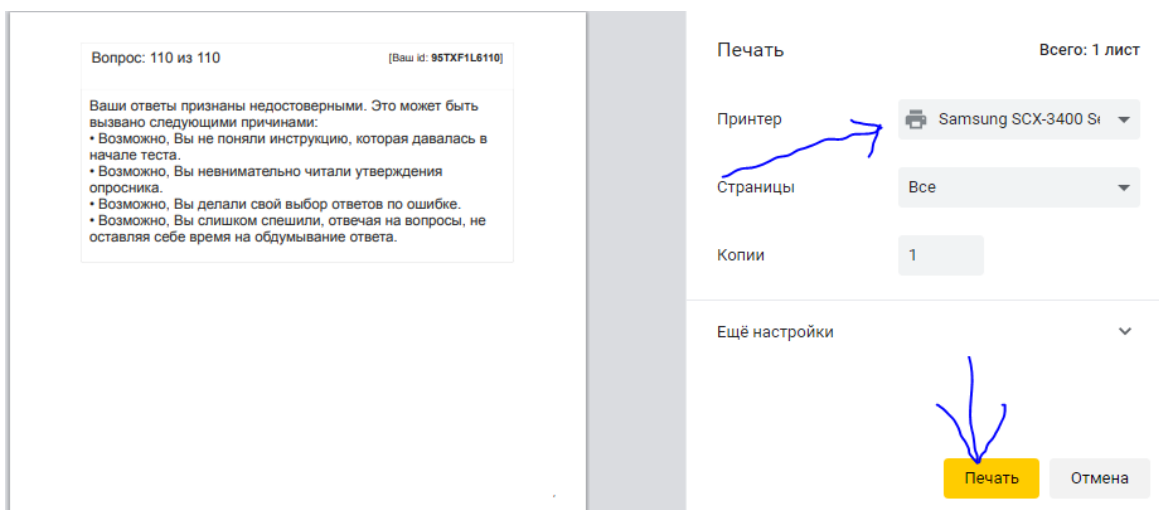 Вопрос: 110 из 110
[Ваш id: 95TXF1L6110]
Ваши ответы признаны недостоверными. Это может быть
вызвано следующими причинами:
• Возможно, Вы не поняли инструкцию, которая давалась в
начале теста.
• Возможно, Вы невнимательно читали утверждения
опросника.
• Возможно, Вы делали свой выбор ответов по ошибке.
• Возможно, Вы слишком спешили, отвечая на вопросы, не
оставляя себе время на обдумывание ответа.
Печать
Всего: 1 лист
Принтер
Samsung SCX-3400 Se
Страницы
Все
Копии
1
Ещё настройки
Печать
Отмена